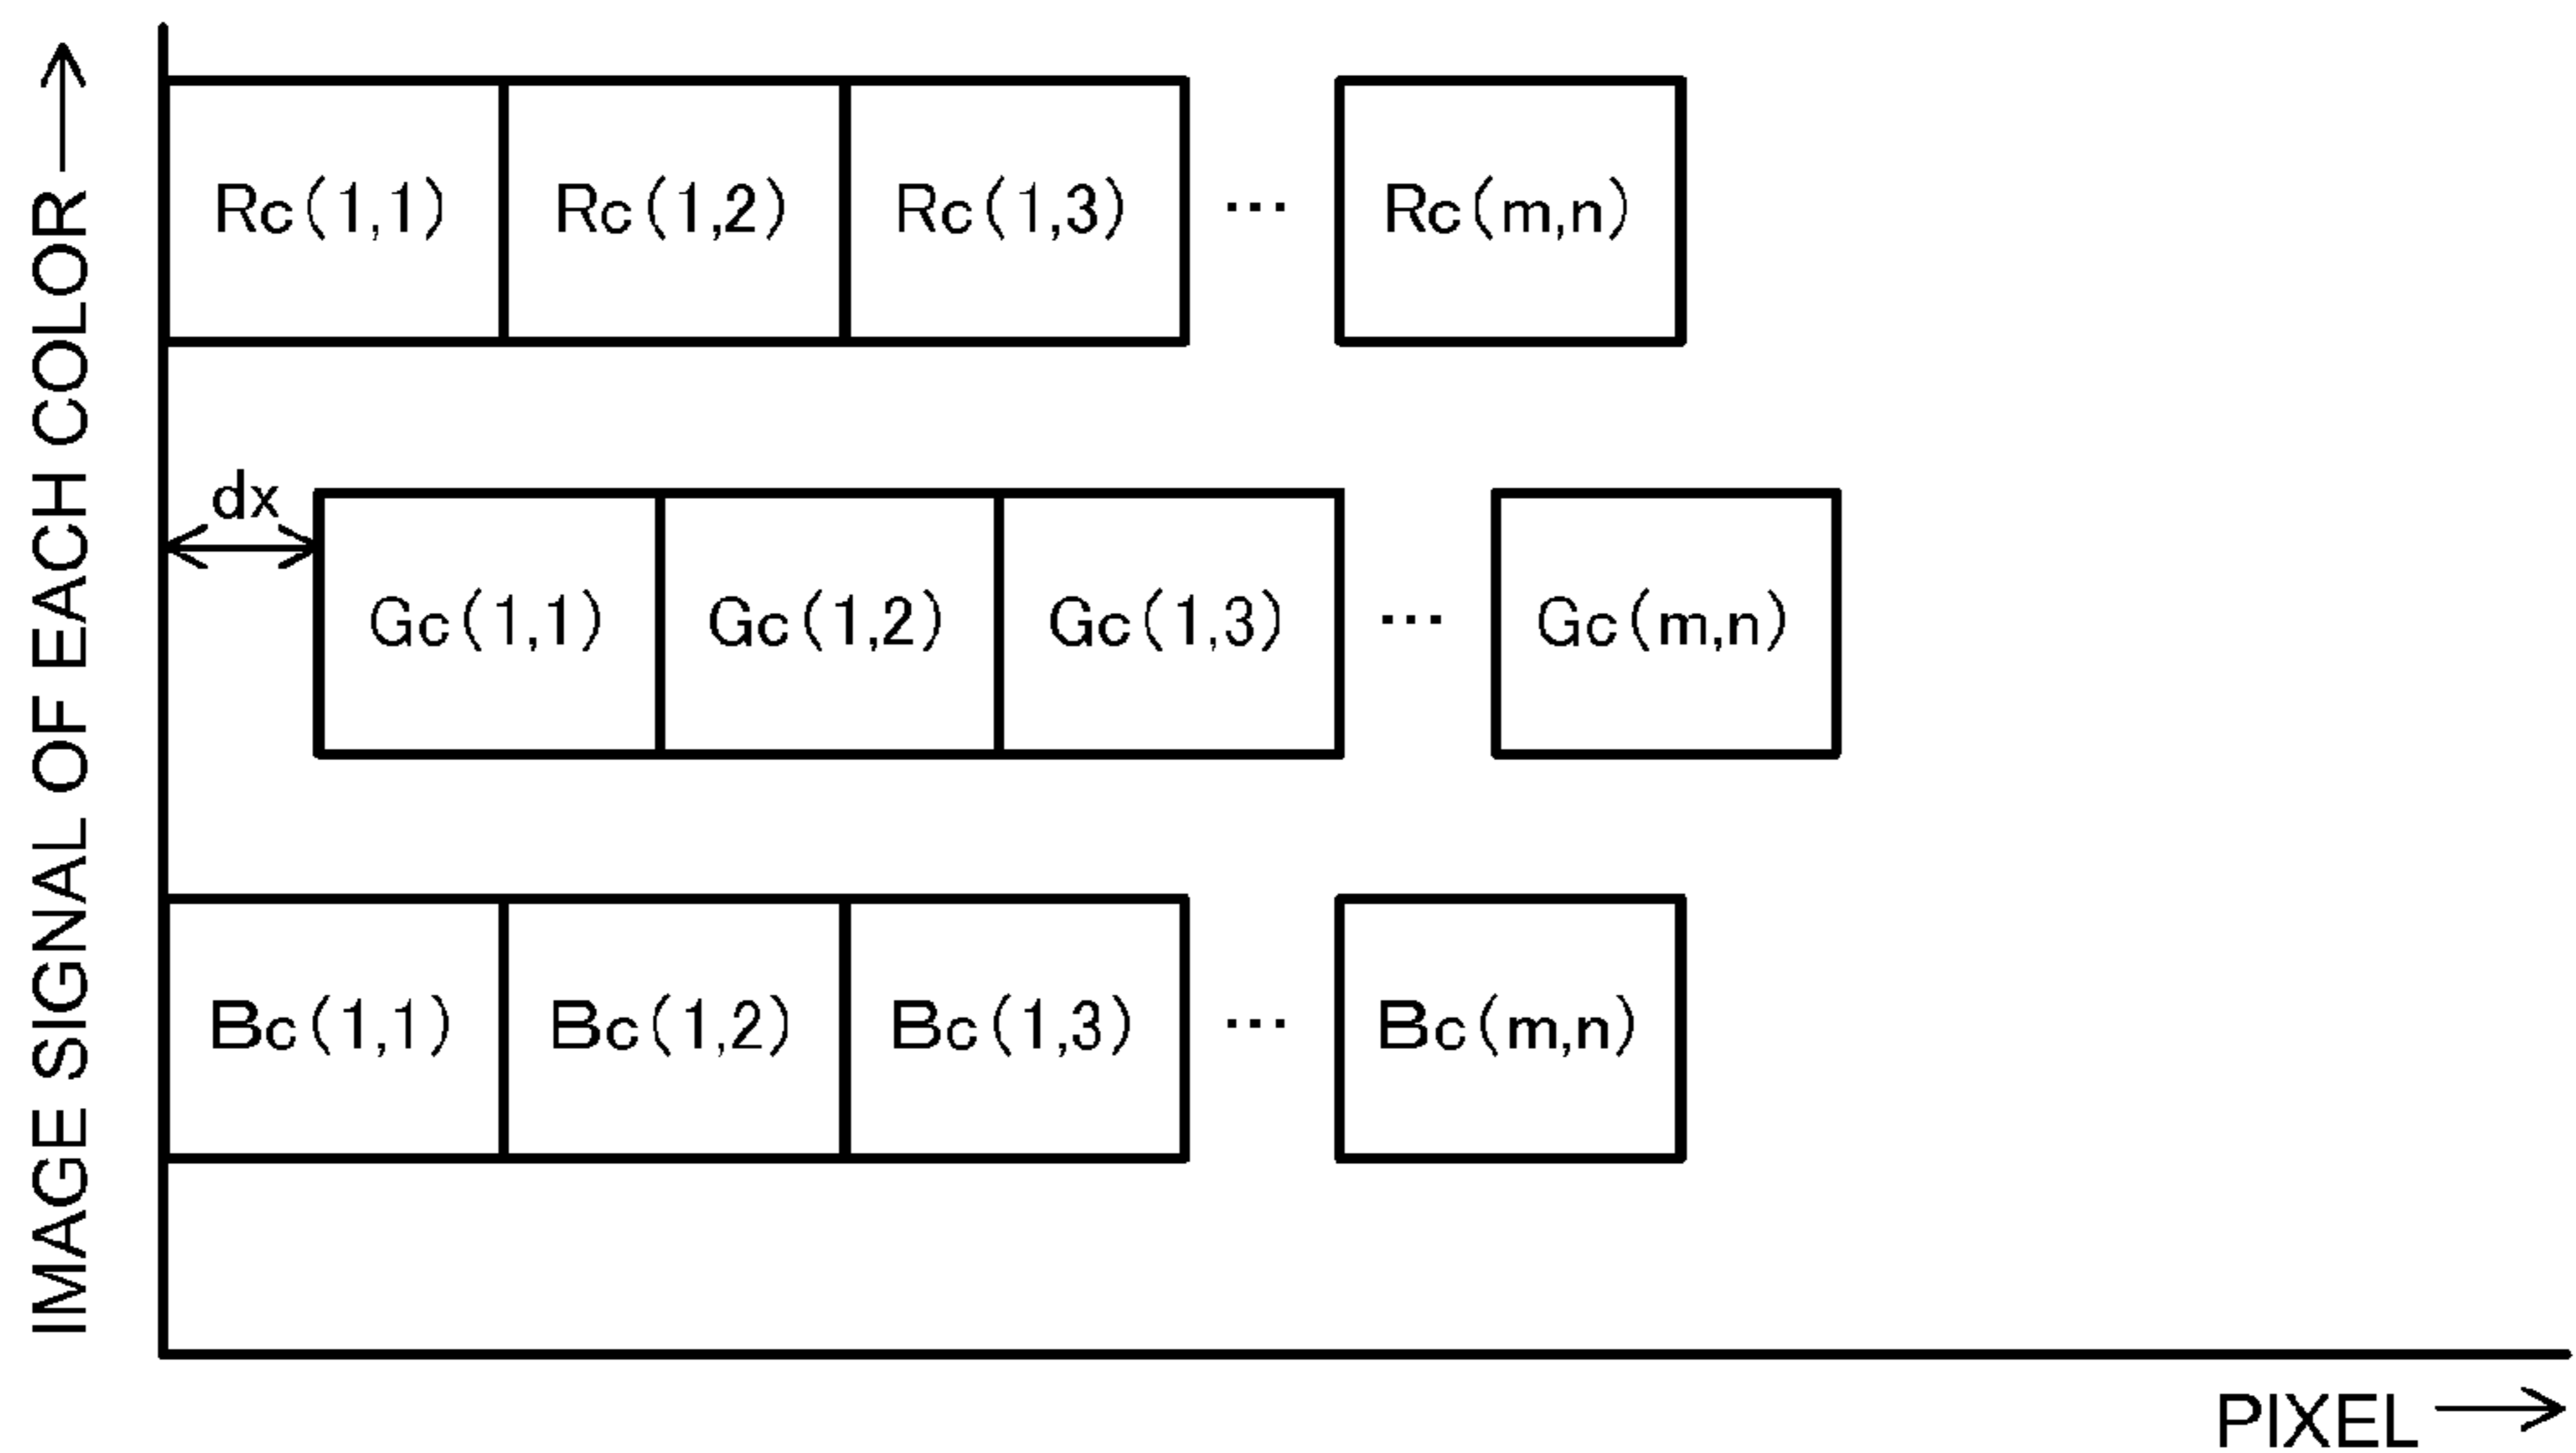 IMAGE SIGNAL OF EACH COLOR
Rc(1,1) Rc(1,2) Rc(1,3) … Rc(m,n)
dx
Gc(1,1) Gc(1,2) Gc(1,3) … Gc(m,n)
Bc(1,1) Bc(1,2) Bc(1,3) … Bc(m,n)
PIXEL